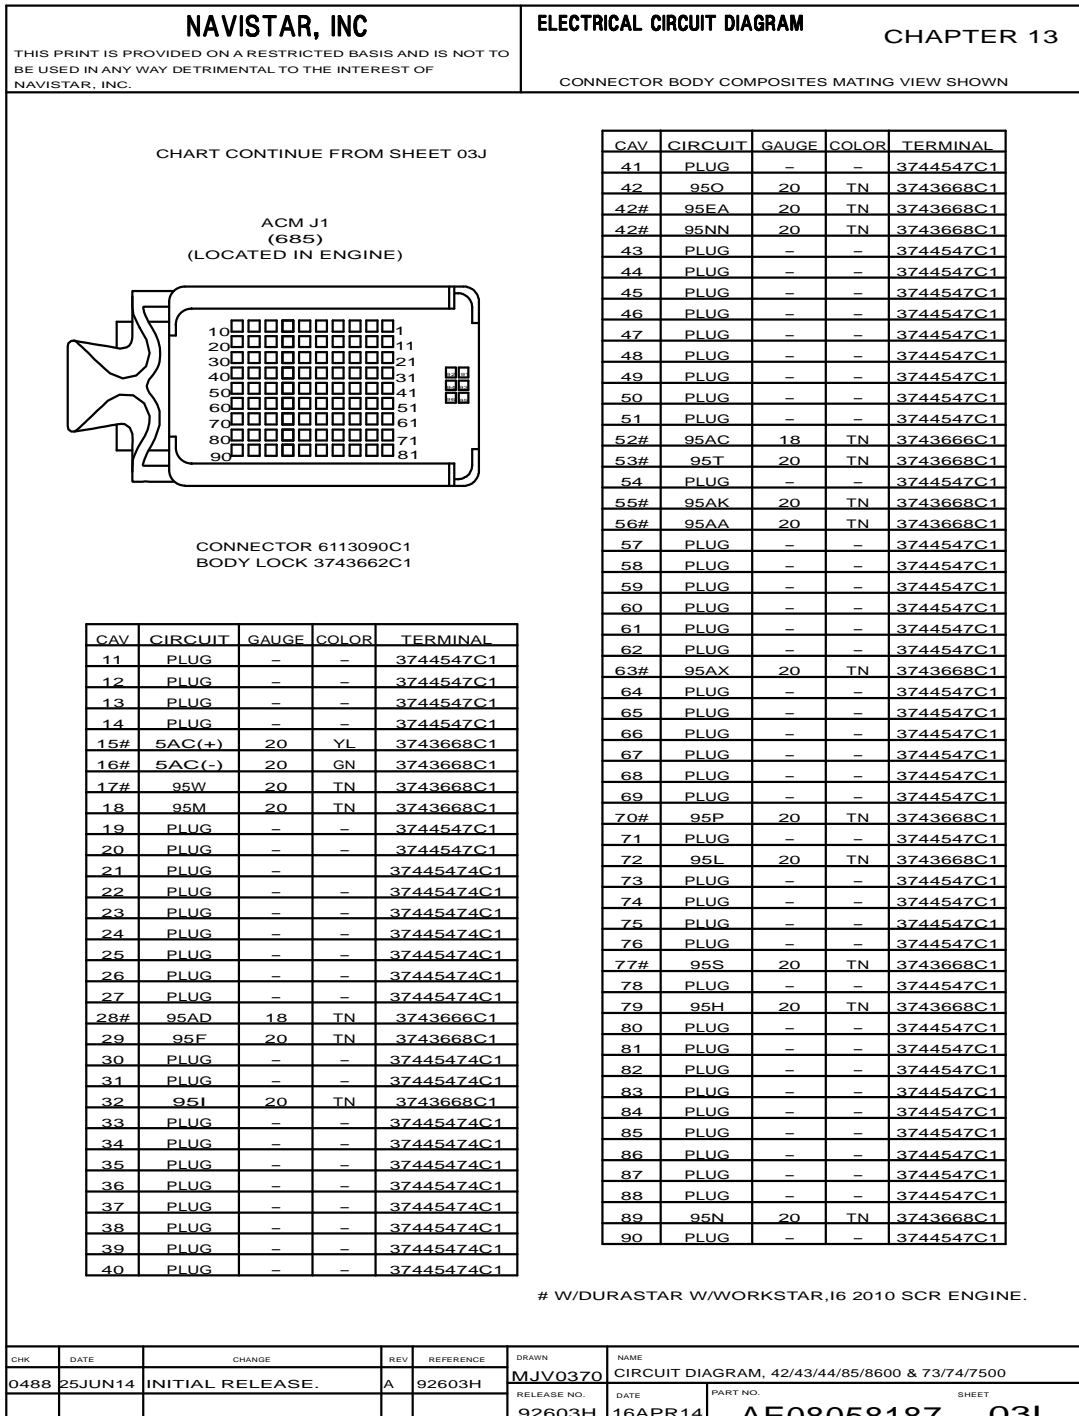 NAVISTAR, INC
THIS PRINT IS PROVIDED ON A RESTRICTED BASIS AND IS NOT TO
BE USED IN ANY WAY DETRIMENTAL TO THE INTEREST OF
NAVISTAR, INC.
ELECTRICAL CIRCUIT DIAGRAM
CHAPTER 13
CONNECTOR BODY COMPOSITES MATING VIEW SHOWN
CHART CONTINUE FROM SHEET 03J
ACM J1
(685)
(LOCATED IN ENGINE)
10 1
20 11
30 21
40 31
50 41
60 51
70 61
80 71
90 81
CONNECTOR 6113090C1
BODY LOCK 3743662C1
CAV CIRCUIT GAUGE COLOR TERMINAL
11 PLUG – – 3744547C1
12 PLUG – – 3744547C1
13 PLUG – – 3744547C1
14 PLUG – – 3744547C1
15# 5AC(+) 20 YL 3743668C1
16# 5AC(-) 20 GN 3743668C1
17# 95W 20 TN 3743668C1
18 95M 20 TN 3743668C1
19 PLUG – – 3744547C1
20 PLUG – – 3744547C1
21 PLUG – 37445474C1
22 PLUG – – 37445474C1
23 PLUG – – 37445474C1
24 PLUG – – 37445474C1
25 PLUG – – 37445474C1
26 PLUG – – 37445474C1
27 PLUG – – 37445474C1
28# 95AD 18 TN 3743666C1
29 95F 20 TN 3743668C1
30 PLUG – – 37445474C1
31 PLUG – – 37445474C1
32 95I 20 TN 3743668C1
33 PLUG – – 37445474C1
34 PLUG – – 37445474C1
35 PLUG – – 37445474C1
36 PLUG – – 37445474C1
37 PLUG – – 37445474C1
38 PLUG – – 37445474C1
39 PLUG – – 37445474C1
40 PLUG – – 37445474C1
CAV CIRCUIT GAUGE COLOR TERMINAL
41 PLUG – – 3744547C1
42 95O 20 TN 3743668C1
42# 95EA 20 TN 3743668C1
42# 95NN 20 TN 3743668C1
43 PLUG – – 3744547C1
44 PLUG – – 3744547C1
45 PLUG – – 3744547C1
46 PLUG – – 3744547C1
47 PLUG – – 3744547C1
48 PLUG – – 3744547C1
49 PLUG – – 3744547C1
50 PLUG – – 3744547C1
51 PLUG – – 3744547C1
52# 95AC 18 TN 3743666C1
53# 95T 20 TN 3743668C1
54 PLUG – – 3744547C1
55# 95AK 20 TN 3743668C1
56# 95AA 20 TN 3743668C1
57 PLUG – – 3744547C1
58 PLUG – – 3744547C1
59 PLUG – – 3744547C1
60 PLUG – – 3744547C1
61 PLUG – – 3744547C1
62 PLUG – – 3744547C1
63# 95AX 20 TN 3743668C1
64 PLUG – – 3744547C1
65 PLUG – – 3744547C1
66 PLUG – – 3744547C1
67 PLUG – – 3744547C1
68 PLUG – – 3744547C1
69 PLUG – – 3744547C1
70# 95P 20 TN 3743668C1
71 PLUG – – 3744547C1
72 95L 20 TN 3743668C1
73 PLUG – – 3744547C1
74 PLUG – – 3744547C1
75 PLUG – – 3744547C1
76 PLUG – – 3744547C1
77# 95S 20 TN 3743668C1
78 PLUG – – 3744547C1
79 95H 20 TN 3743668C1
80 PLUG – – 3744547C1
81 PLUG – – 3744547C1
82 PLUG – – 3744547C1
83 PLUG – – 3744547C1
84 PLUG – – 3744547C1
85 PLUG – – 3744547C1
86 PLUG – – 3744547C1
87 PLUG – – 3744547C1
88 PLUG – – 3744547C1
89 95N 20 TN 3743668C1
90 PLUG – – 3744547C1
# W/DURASTAR W/WORKSTAR,I6 2010 SCR ENGINE.
CHK DATE CHANGE REV REFERENCE
0488 25JUN14 INITIAL RELEASE. A 92603H
DRAWN
MJV0370
NAME
CIRCUIT DIAGRAM, 42/43/44/85/8600 & 73/74/7500
RELEASE NO. DATE PART NO. SHEET
92603H 16APR14 AE08058187